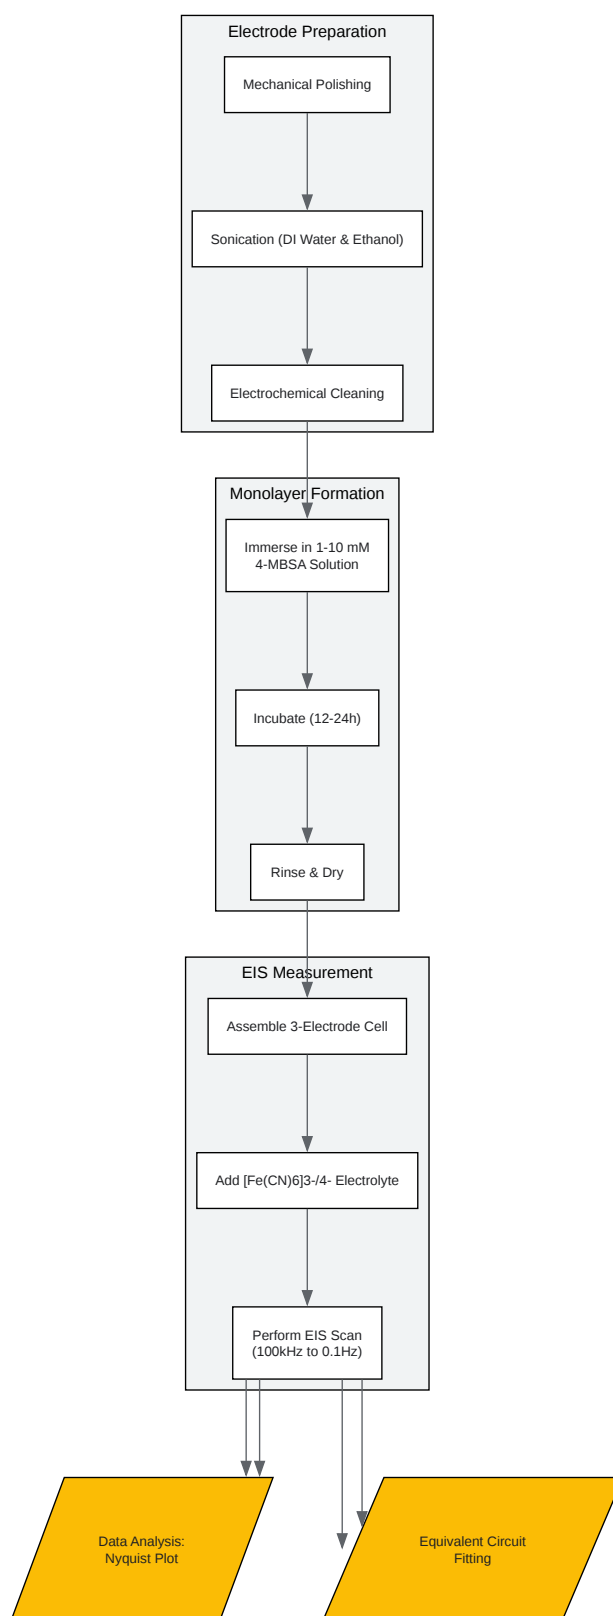 Electrode Preparation
Mechanical Polishing
Sonication (DI Water & Ethanol)
Electrochemical Cleaning
Monolayer Formation
Immerse in 1-10 mM
4-MBSA Solution
Incubate (12-24h)
Rinse & Dry
EIS Measurement
Assemble 3-Electrode Cell
Add [Fe(CN)6]3-/4- Electrolyte
Perform EIS Scan
(100kHz to 0.1Hz)
Data Analysis:
Nyquist Plot
Equivalent Circuit
Fitting